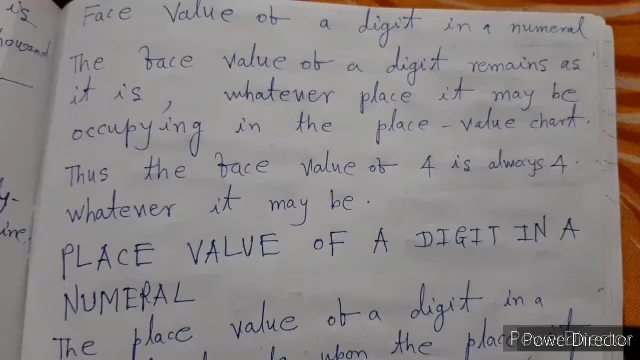 is
housand
Face Value of a digit in a numeral
The face value of a digit remains as
it is, whatever place it may be
occupying in the place-value chart.
Thus the face value of 4 is always 4.
whatever it may be.
PLACE VALUE OF A DIGIT IN A
NUMERAL
The place value of a digit in a
upon the place
PowerDirector